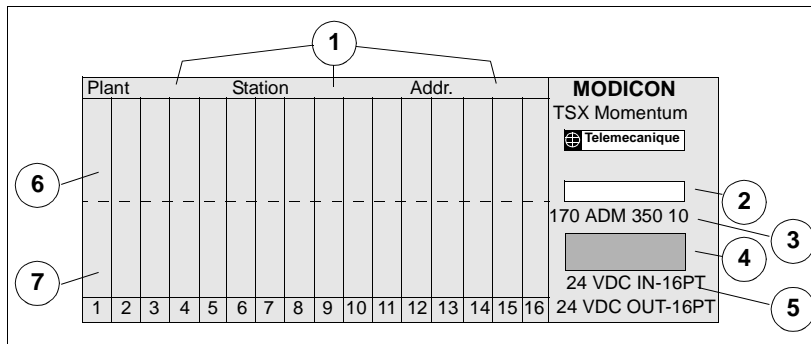 1
Plant Station Addr.
MODICON
TSX Momentum
Telemecanique
6
2
170 ADM 350 10
3
4
7
24 VDC IN-16PT
5
1 2 3 4 5 6 7 8 9 10 11 12 13 14 15 16
24 VDC OUT-16PT